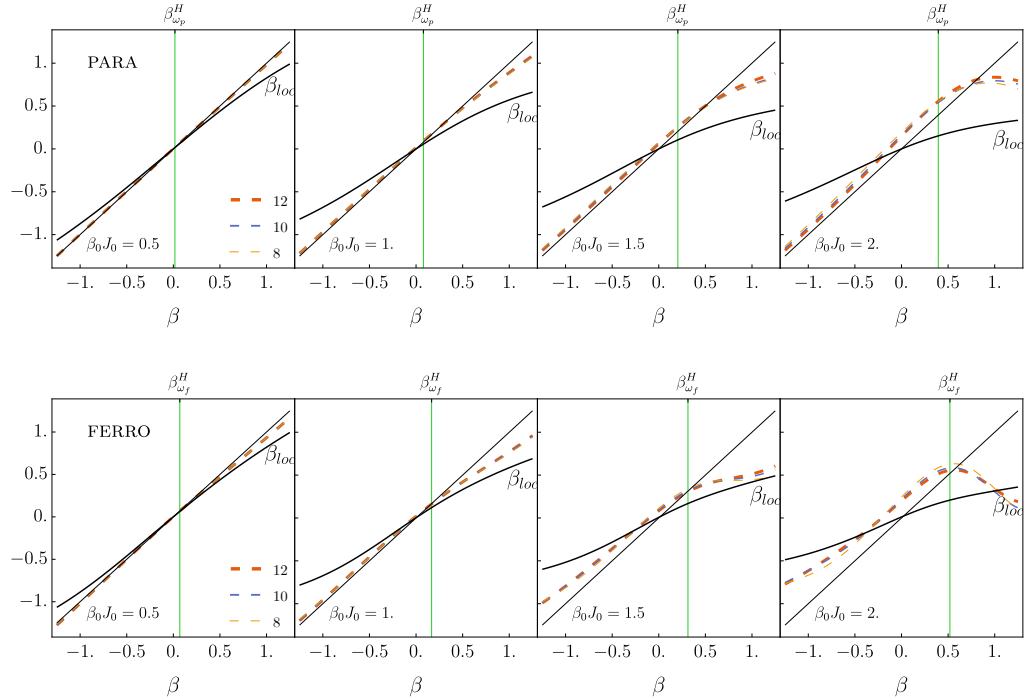 β^H_{ω_p} β^H_{ω_p} β^H_{ω_p} β^H_{ω_p}
1. PARA
0.5 β_{loc} β_{loc} β_{loc} β_{loc}
0.
−0.5 12
10
−1. β_0J_0 = 0.5 8 β_0J_0 = 1. β_0J_0 = 1.5 β_0J_0 = 2.
−1. −0.5 0. 0.5 1. −1. −0.5 0. 0.5 1. −1. −0.5 0. 0.5 1. −1. −0.5 0. 0.5 1.
β β β β
β^H_{ω_f} β^H_{ω_f} β^H_{ω_f} β^H_{ω_f}
1. FERRO
0.5 β_{loc} β_{loc} β_{loc} β_{loc}
0.
−0.5 12
10
−1. β_0J_0 = 0.5 8 β_0J_0 = 1. β_0J_0 = 1.5 β_0J_0 = 2.
−1. −0.5 0. 0.5 1. −1. −0.5 0. 0.5 1. −1. −0.5 0. 0.5 1. −1. −0.5 0. 0.5 1.
β β β β